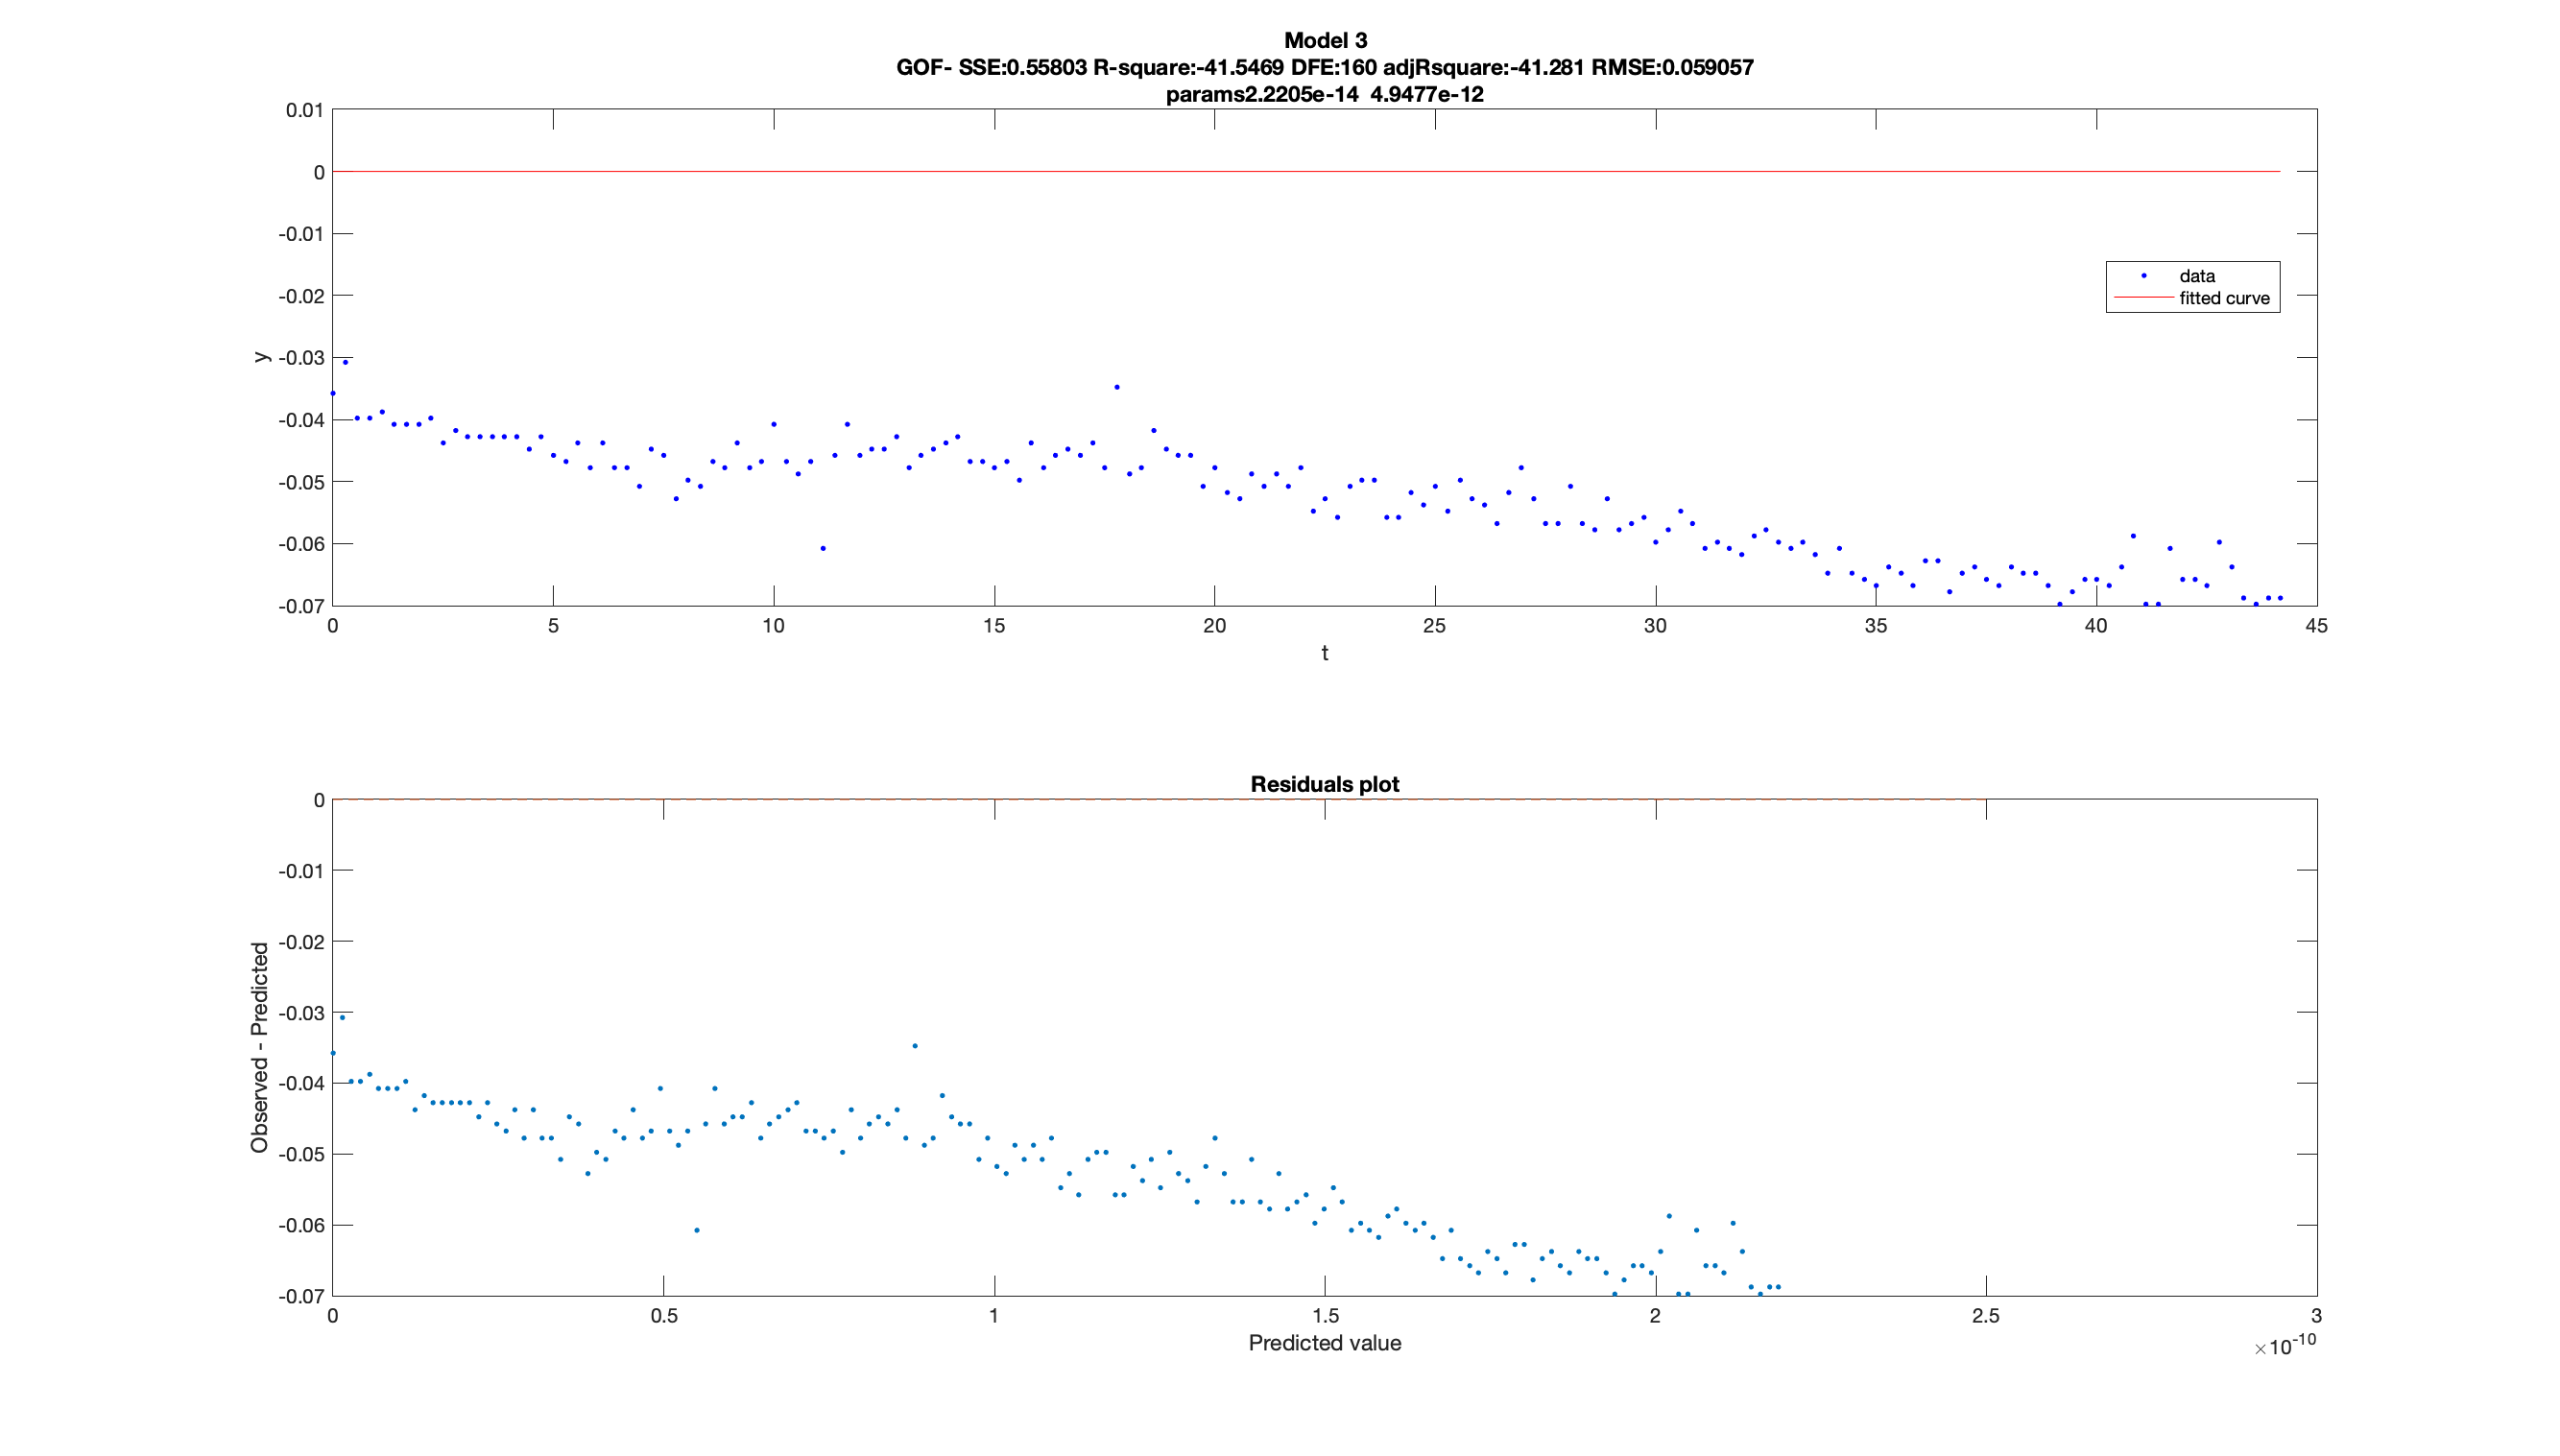 Model 3
GOF- SSE:0.55803 R-square:-41.5469 DFE:160 adjRsquare:-41.281 RMSE:0.059057
params2.2205e-14  4.9477e-12
0.01
0
-0.01
-0.02
-0.03
-0.04
-0.05
-0.06
-0.07
y
data
fitted curve
0 5 10 15 20 25 30 35 40 45
t
Residuals plot
0
-0.01
-0.02
-0.03
-0.04
-0.05
-0.06
-0.07
Observed - Predicted
0 0.5 1 1.5 2 2.5 3
Predicted value
×10^-10